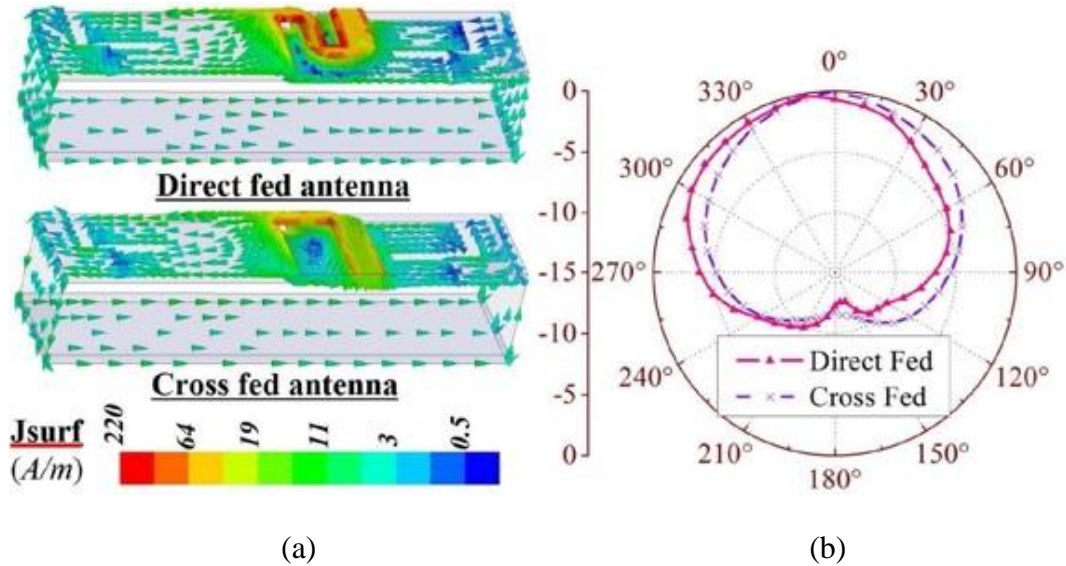 Direct fed antenna
Cross fed antenna
Jsurf
(A/m)
220 64 19 11 3 0.5
0
-5
-10
-15
-10
-5
0
0°
30°
60°
90°
120°
150°
180°
210°
240°
270°
300°
330°
Direct Fed
Cross Fed
(a)
(b)